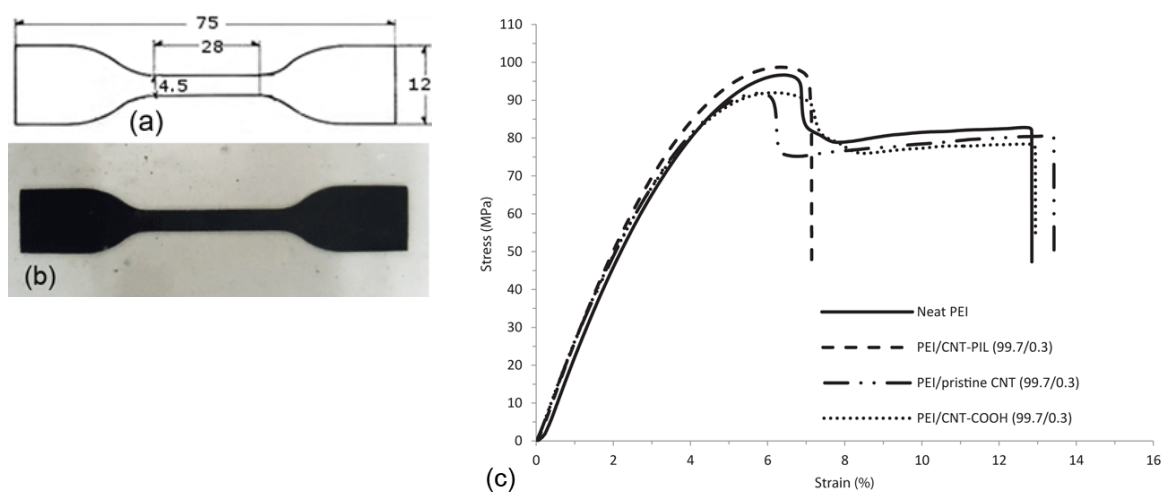 75
28
4.5
12
(a)
(b)
110
100
90
80
70
60
50
40
30
20
10
0
Stress (MPa)
0 2 4 6 8 10 12 14 16
Strain (%)
Neat PEI
PEI/CNT-PIL (99.7/0.3)
PEI/pristine CNT (99.7/0.3)
PEI/CNT-COOH (99.7/0.3)
(c)